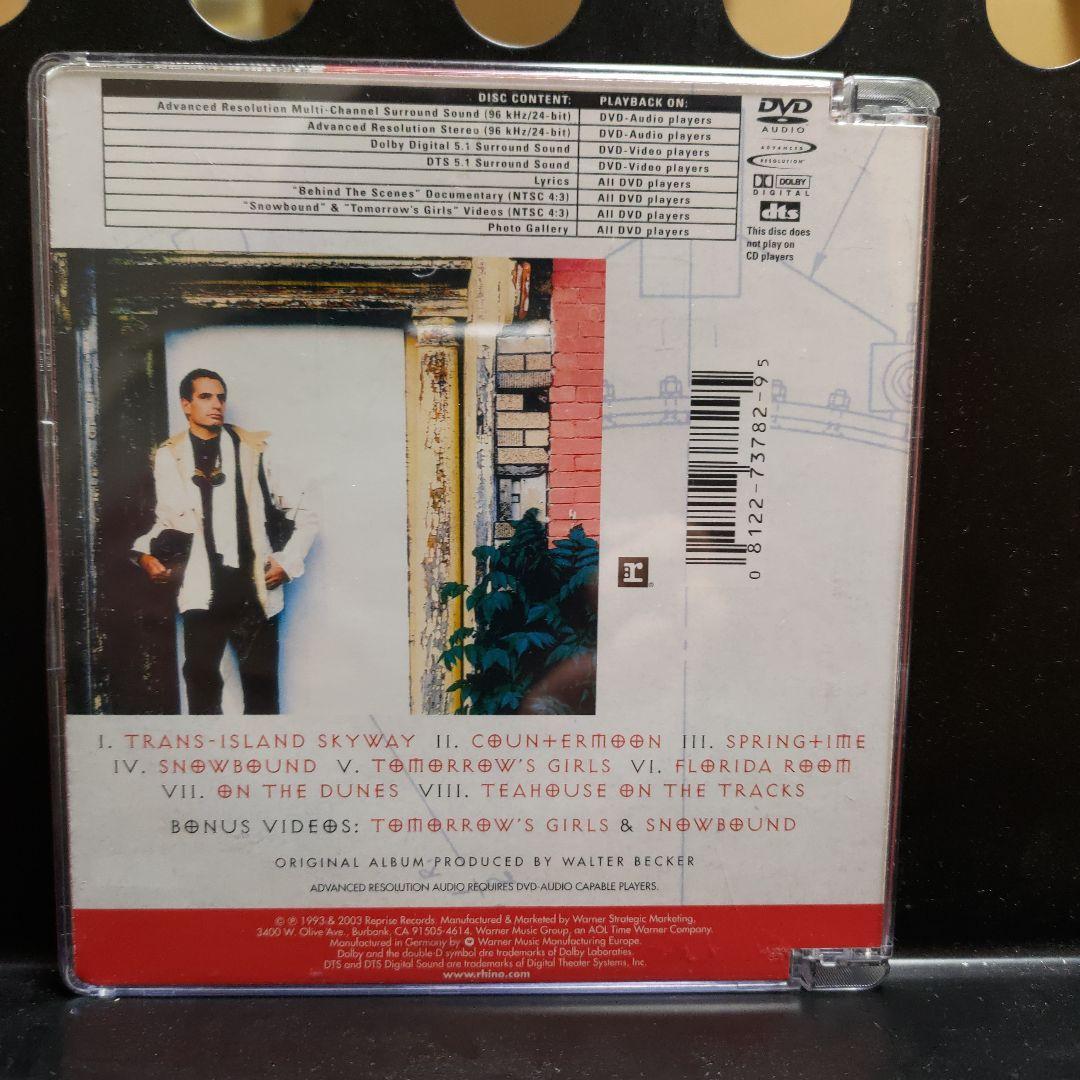 DISC CONTENT: PLAYBACK ON:
Advanced Resolution Multi-Channel Surround Sound (96 kHz/24-bit) DVD-Audio players
Advanced Resolution Stereo (96 kHz/24-bit) DVD-Audio players
Dolby Digital 5.1 Surround Sound DVD-Video players
DTS 5.1 Surround Sound DVD-Video players
Lyrics All DVD players
"Behind The Scenes" Documentary (NTSC 4:3) All DVD players
"Snowbound" & "Tomorrow's Girls" Videos (NTSC 4:3) All DVD players
Photo Gallery All DVD players
DVD
AUDIO
ADVANCED
RESOLUTION
DOLBY
DIGITAL
dts
This disc does
not play on
CD players
0 8122-73782-9 5
r
I. TRANS-ISLAND SKYWAY II. COUNTERMOON III. SPRINGTIME
IV. SNOWBOUND V. TOMORROW'S GIRLS VI. FLORIDA ROOM
VII. ON THE DUNES VIII. TEAHOUSE ON THE TRACKS
BONUS VIDEOS: TOMORROW'S GIRLS & SNOWBOUND
ORIGINAL ALBUM PRODUCED BY WALTER BECKER
ADVANCED RESOLUTION AUDIO REQUIRES DVD-AUDIO CAPABLE PLAYERS.
© ℗ 1993 & 2003 Reprise Records. Manufactured & Marketed by Warner Strategic Marketing,
3400 W. Olive Ave., Burbank, CA 91505-4614. Warner Music Group, an AOL Time Warner Company.
Manufactured in Germany by Warner Music Manufacturing Europe.
Dolby and the double-D symbol are trademarks of Dolby Laboraties.
DTS and DTS Digital Sound are trademarks of Digital Theater Systems, Inc.
www.rhino.com